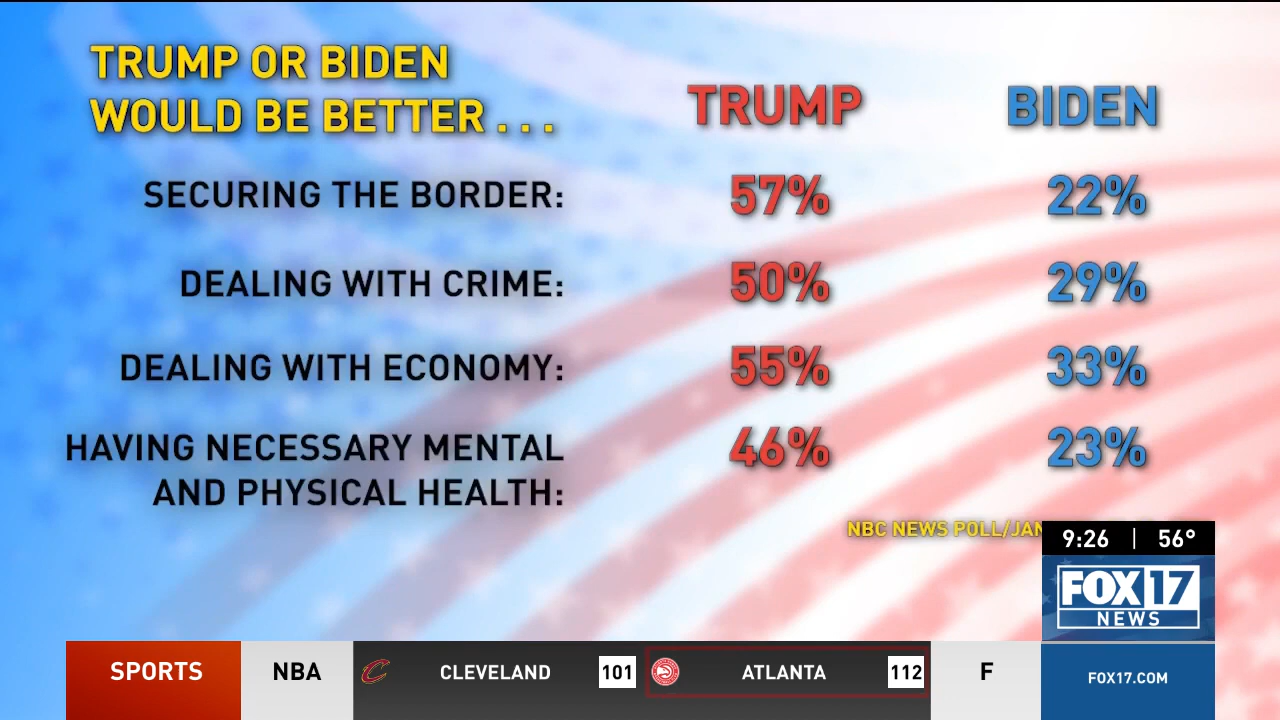 TRUMP OR BIDEN
WOULD BE BETTER . . .
TRUMP BIDEN
SECURING THE BORDER: 57% 22%
DEALING WITH CRIME: 50% 29%
DEALING WITH ECONOMY: 55% 33%
HAVING NECESSARY MENTAL 46% 23%
AND PHYSICAL HEALTH:
NBC NEWS POLL/JAN
9:26 | 56°
FOX 17
NEWS
SPORTS NBA CLEVELAND 101 ATLANTA 112 F FOX17.COM